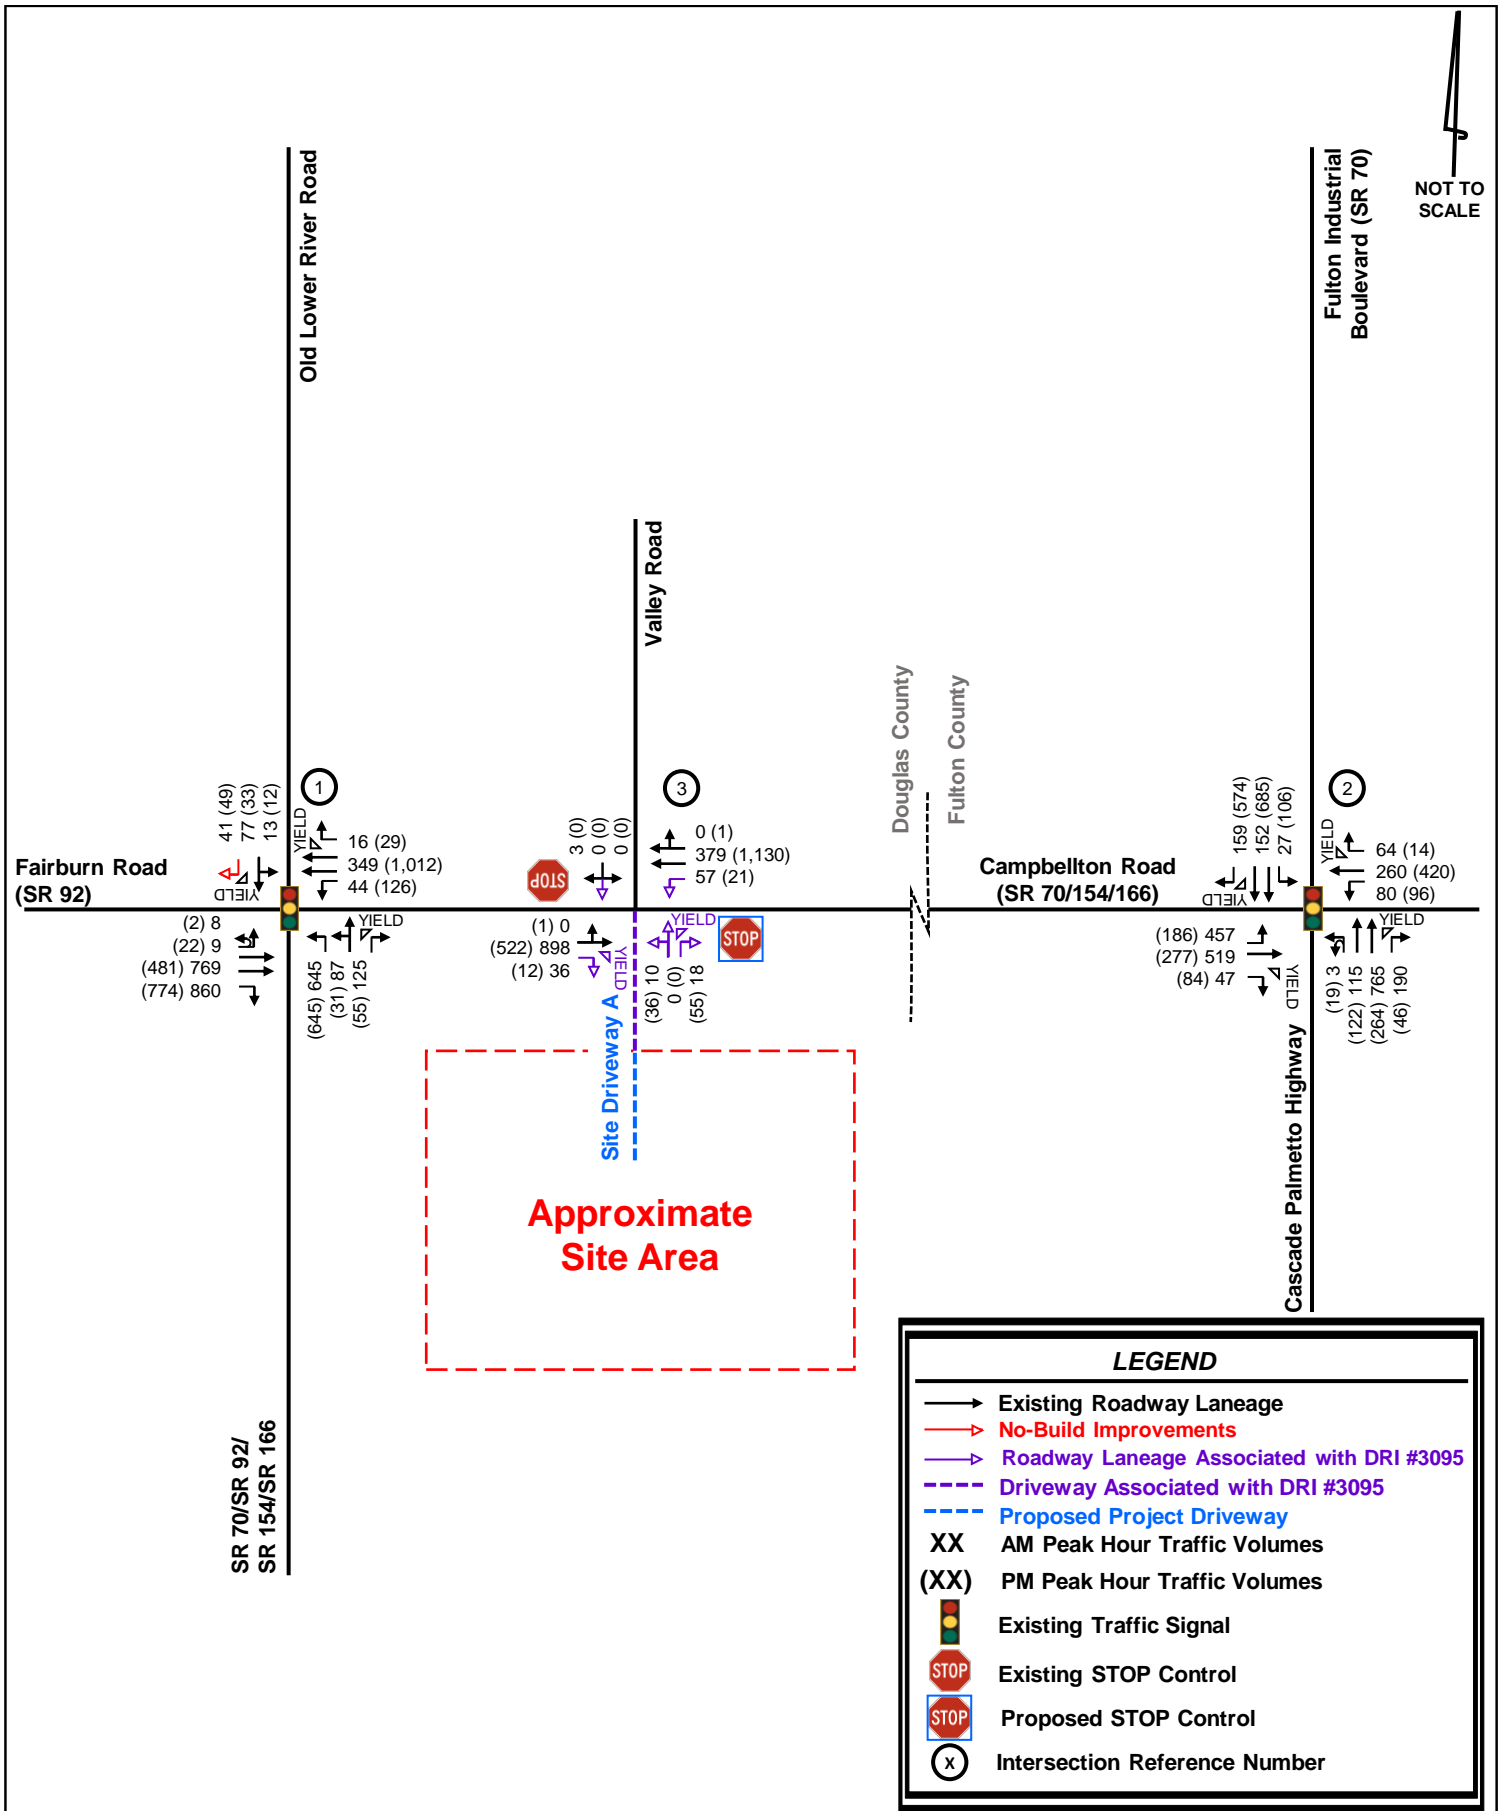 NOT TO
SCALE
Old Lower River Road
Fulton Industrial
Boulevard (SR 70)
Valley Road
Douglas County
Fulton County
1
41 (49)
77 (33)
13 (12)
YIELD
YIELD
16 (29)
349 (1,012)
44 (126)
Fairburn Road
(SR 92)
(2) 8
(22) 9
(481) 769
(774) 860
YIELD
(645) 645
(31) 87
(55) 125
3
3 (0)
0 (0)
0 (0)
STOP
0 (1)
379 (1,130)
57 (21)
(1) 0
(522) 898
(12) 36
YIELD
YIELD
STOP
(36) 10
0 (0)
(55) 18
Site Driveway A
Campbellton Road
(SR 70/154/166)
2
159 (574)
152 (685)
27 (106)
YIELD
YIELD
64 (14)
260 (420)
80 (96)
(186) 457
(277) 519
(84) 47
YIELD
YIELD
(19) 3
(122) 115
(264) 765
(46) 190
Cascade Palmetto Highway
Approximate
Site Area
SR 70/SR 92/
SR 154/SR 166
LEGEND
Existing Roadway Laneage
No-Build Improvements
Roadway Laneage Associated with DRI #3095
Driveway Associated with DRI #3095
Proposed Project Driveway
XX AM Peak Hour Traffic Volumes
(XX) PM Peak Hour Traffic Volumes
Existing Traffic Signal
STOP Existing STOP Control
STOP Proposed STOP Control
X Intersection Reference Number